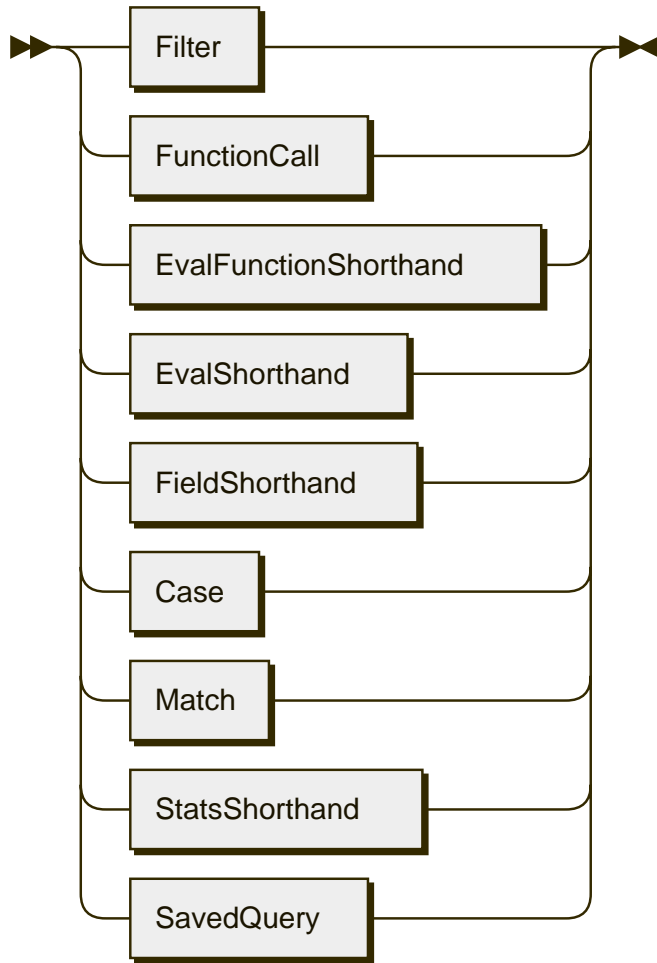 Filter
FunctionCall
EvalFunctionShorthand
EvalShorthand
FieldShorthand
Case
Match
StatsShorthand
SavedQuery